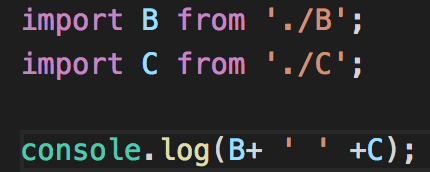 import B from './B';
import C from './C';
console.log(B+ ' ' +C);